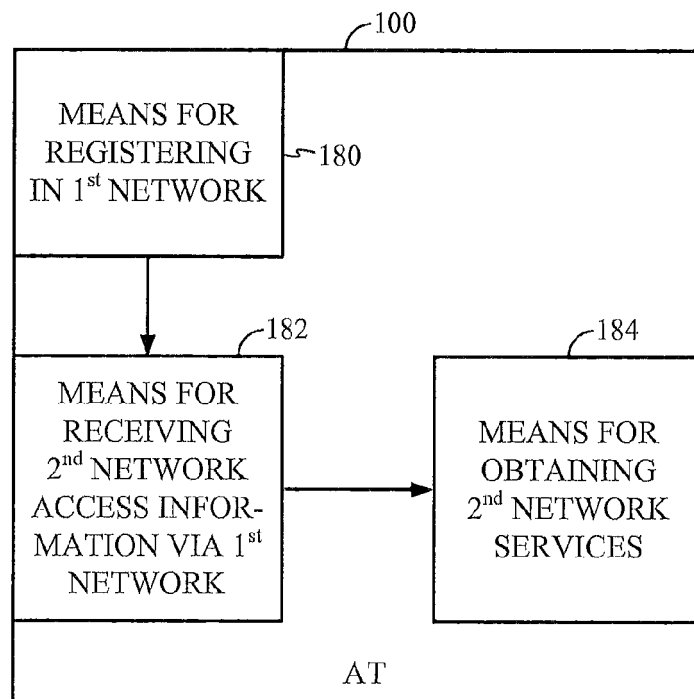 100
MEANS FOR
REGISTERING
IN 1st NETWORK
180
182
MEANS FOR
RECEIVING
2nd NETWORK
ACCESS INFOR-
MATION VIA 1st
NETWORK
184
MEANS FOR
OBTAINING
2nd NETWORK
SERVICES
AT